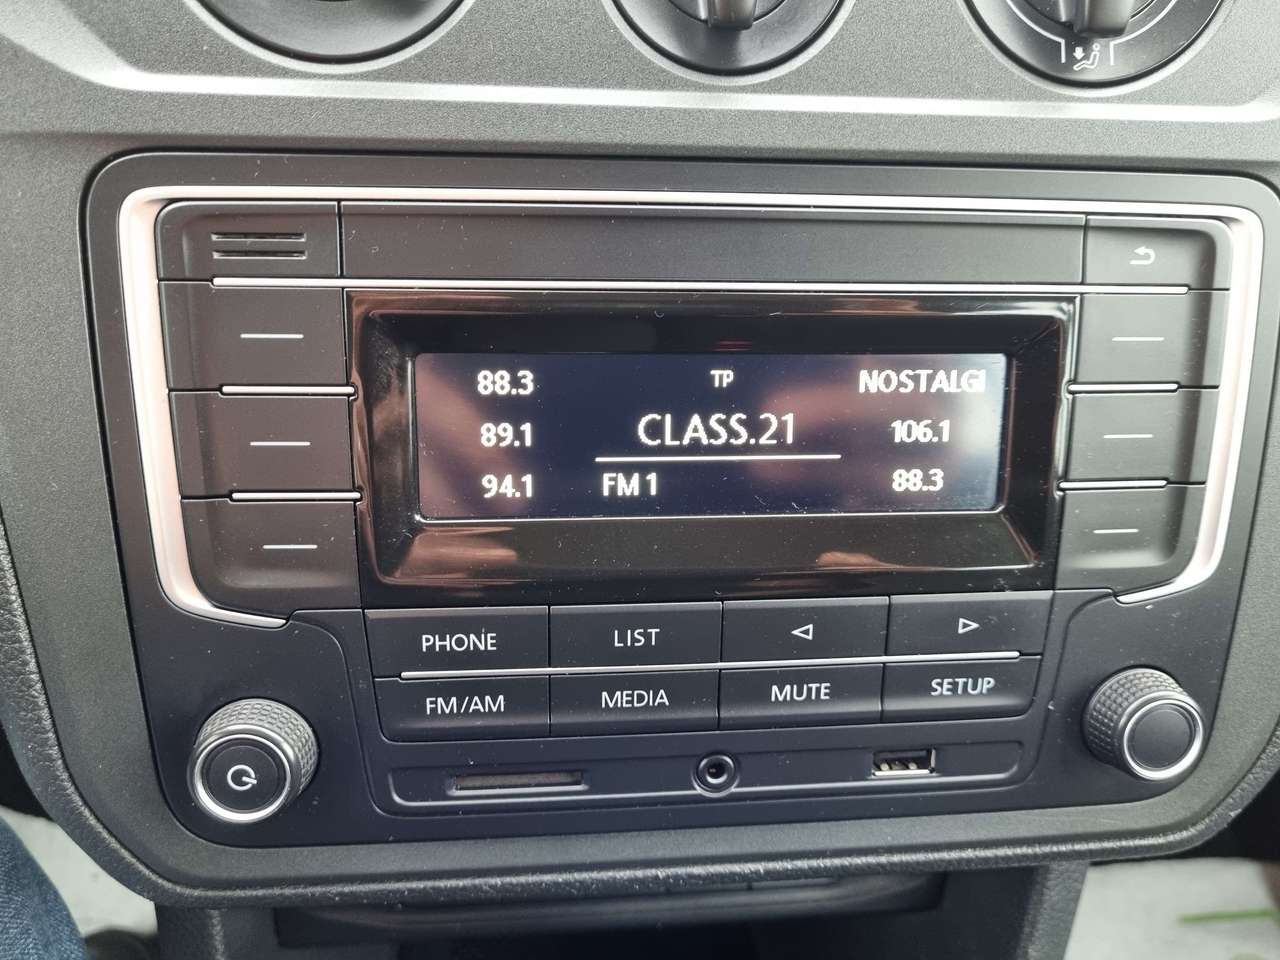 88.3 TP NOSTALGI
89.1 CLASS.21 106.1
94.1 FM 1 88.3
PHONE LIST
FM/AM MEDIA MUTE SETUP